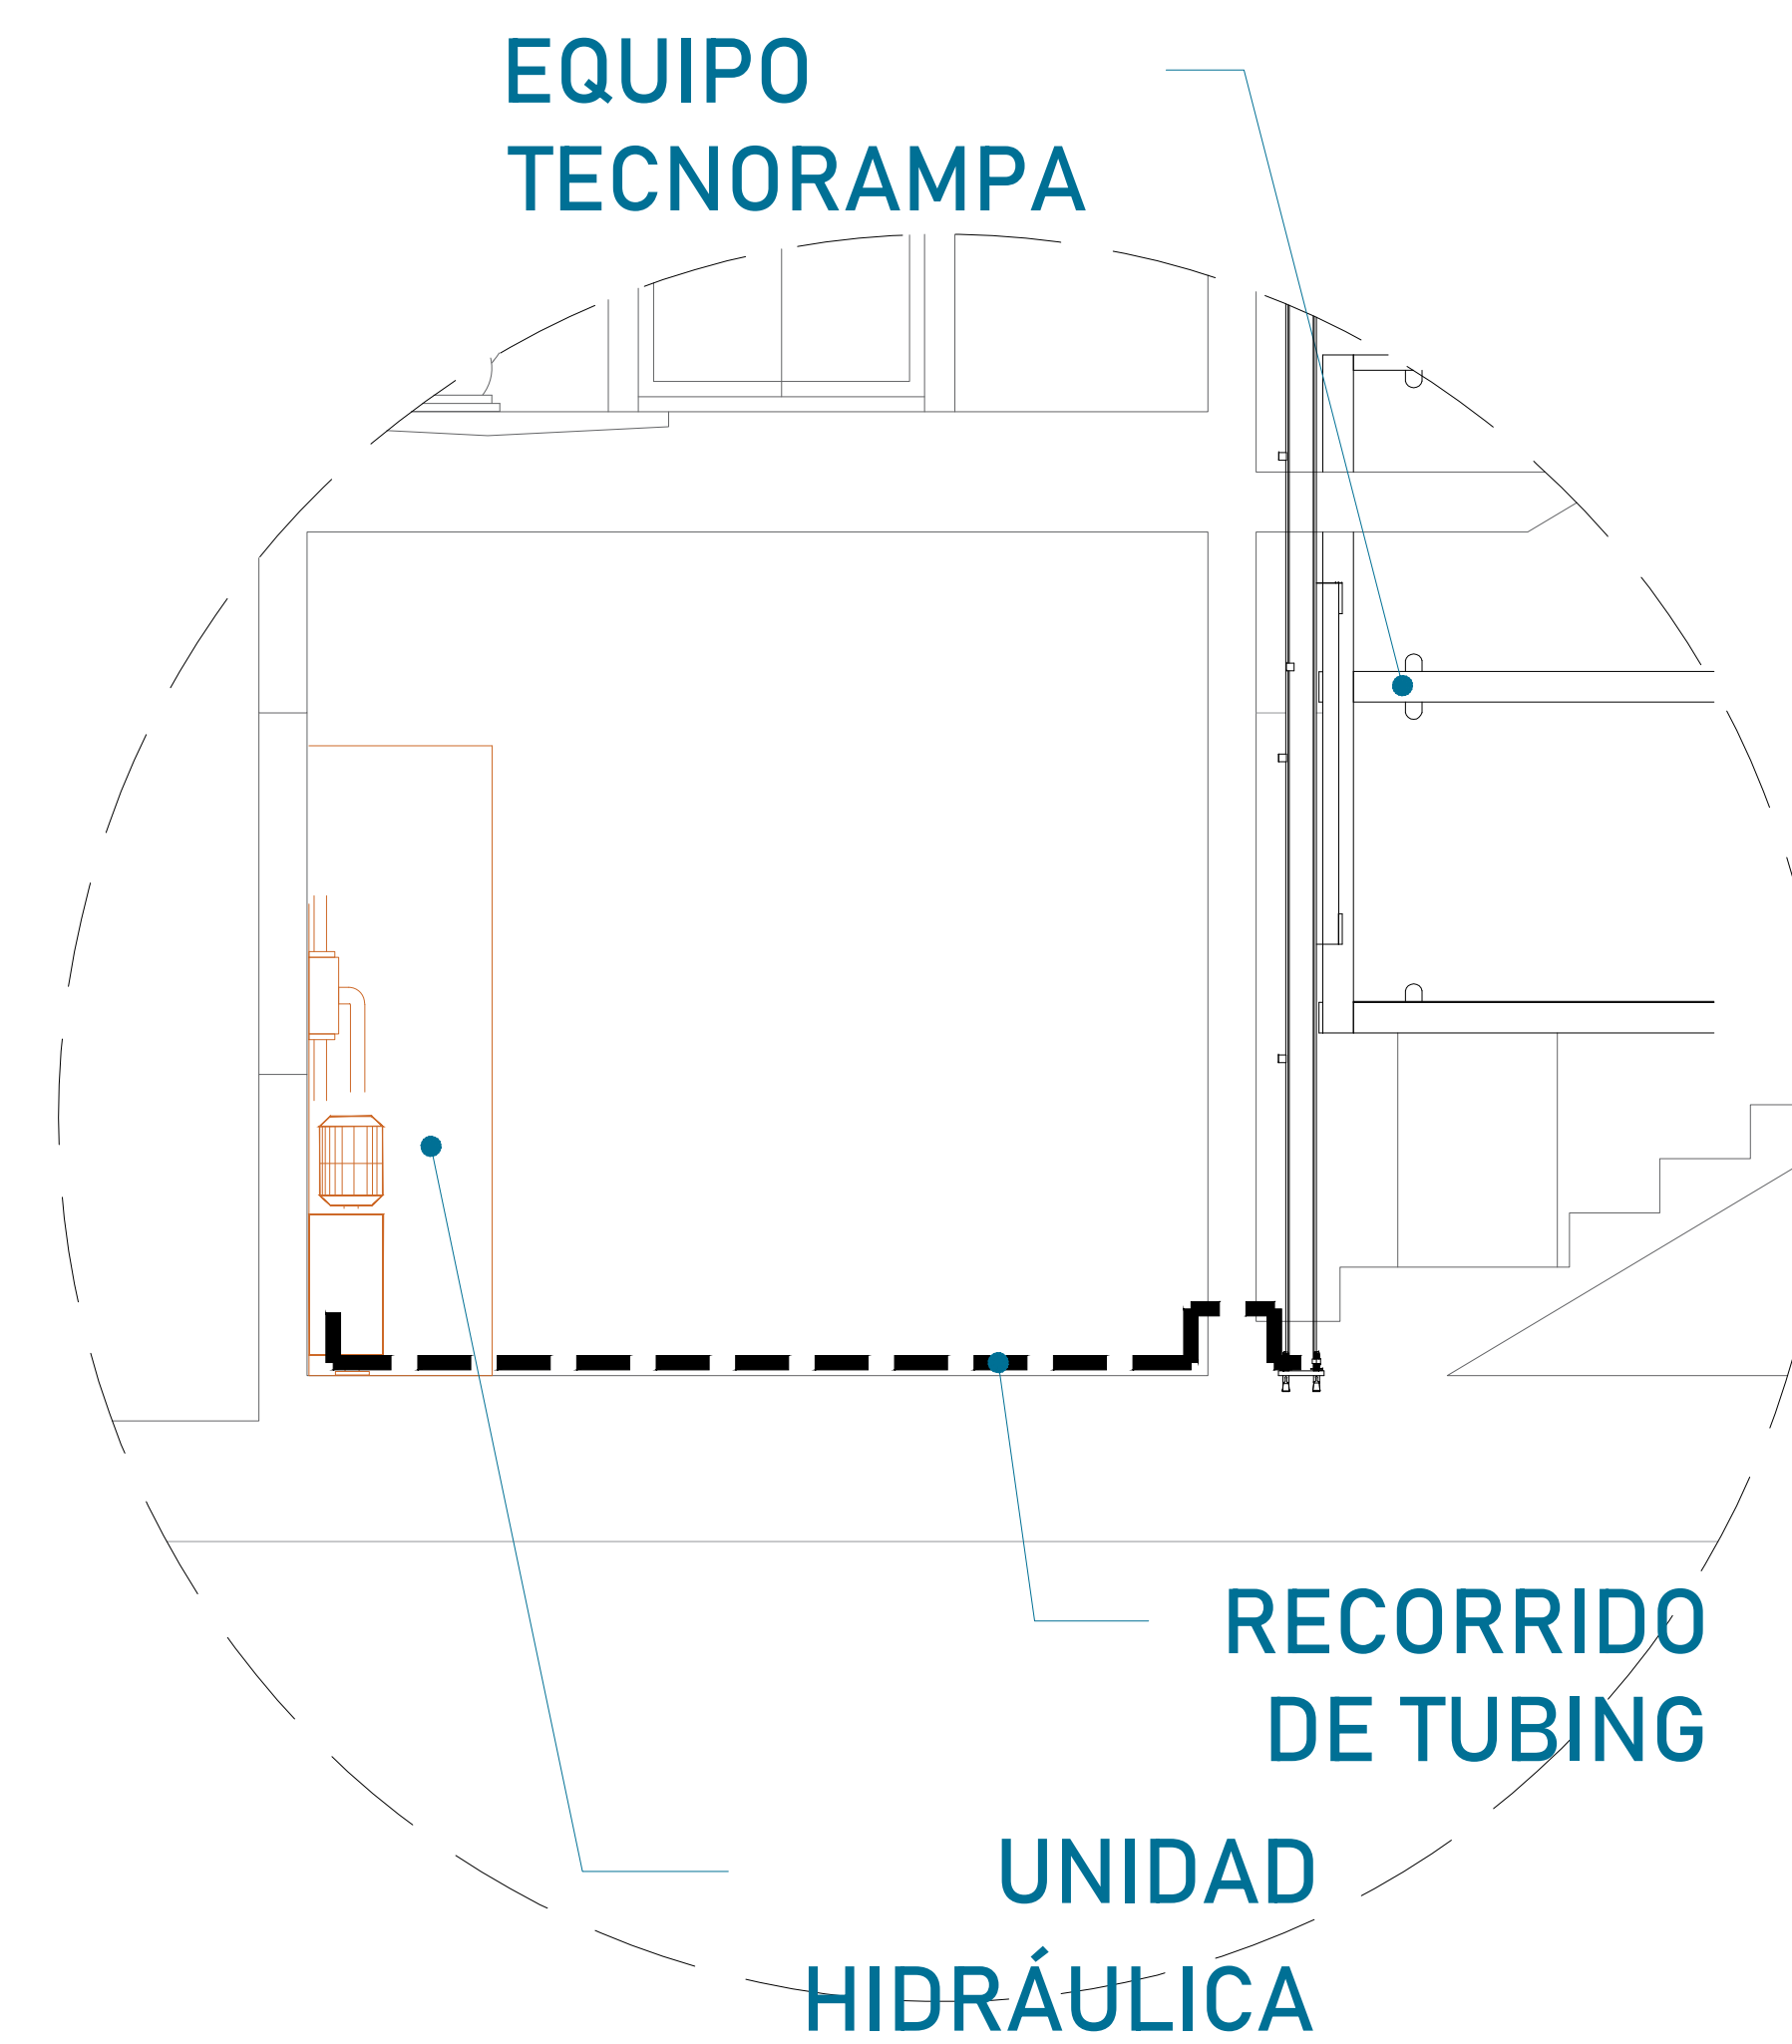 EQUIPO
TECNORAMPA
RECORRIDO
DE TUBING
UNIDAD
HIDRÁULICA